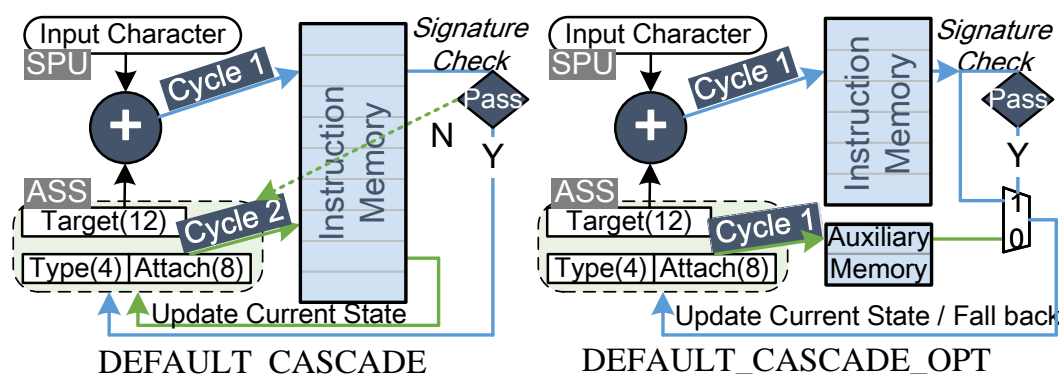 Input Character
SPU
Cycle 1
+
ASS
Target(12)
Type(4)
Attach(8)
Cycle 2
Instruction
Memory
Signature
Check
Pass
N
Y
Update Current State
DEFAULT_CASCADE
Input Character
SPU
Cycle 1
+
ASS
Target(12)
Type(4)
Attach(8)
Cycle 1
Instruction
Memory
Auxiliary
Memory
Signature
Check
Pass
Y
1
0
Update Current State / Fall back
DEFAULT_CASCADE_OPT